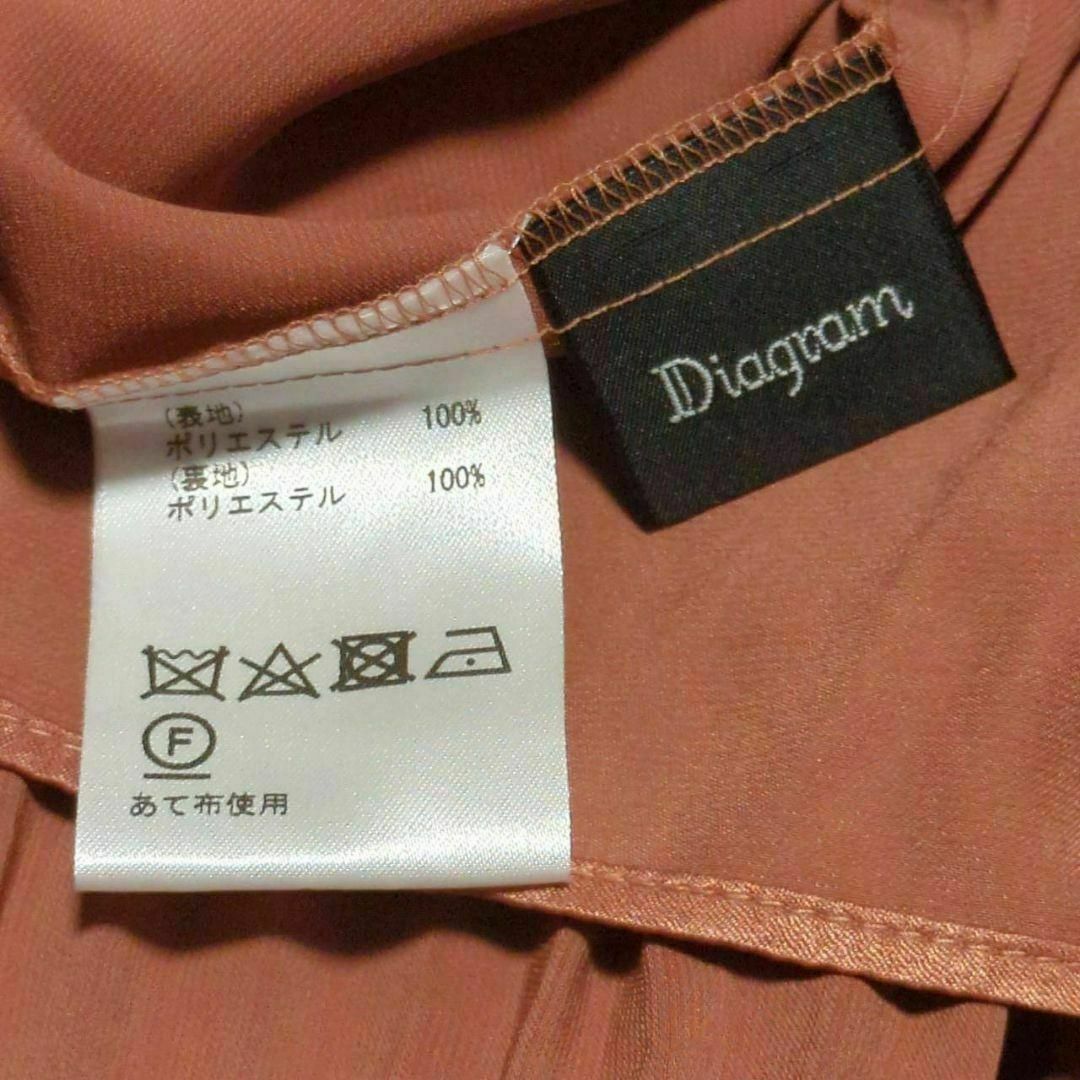 (表地)
ポリエステル 100%
(裏地)
ポリエステル 100%
F
あて布使用
Diagram